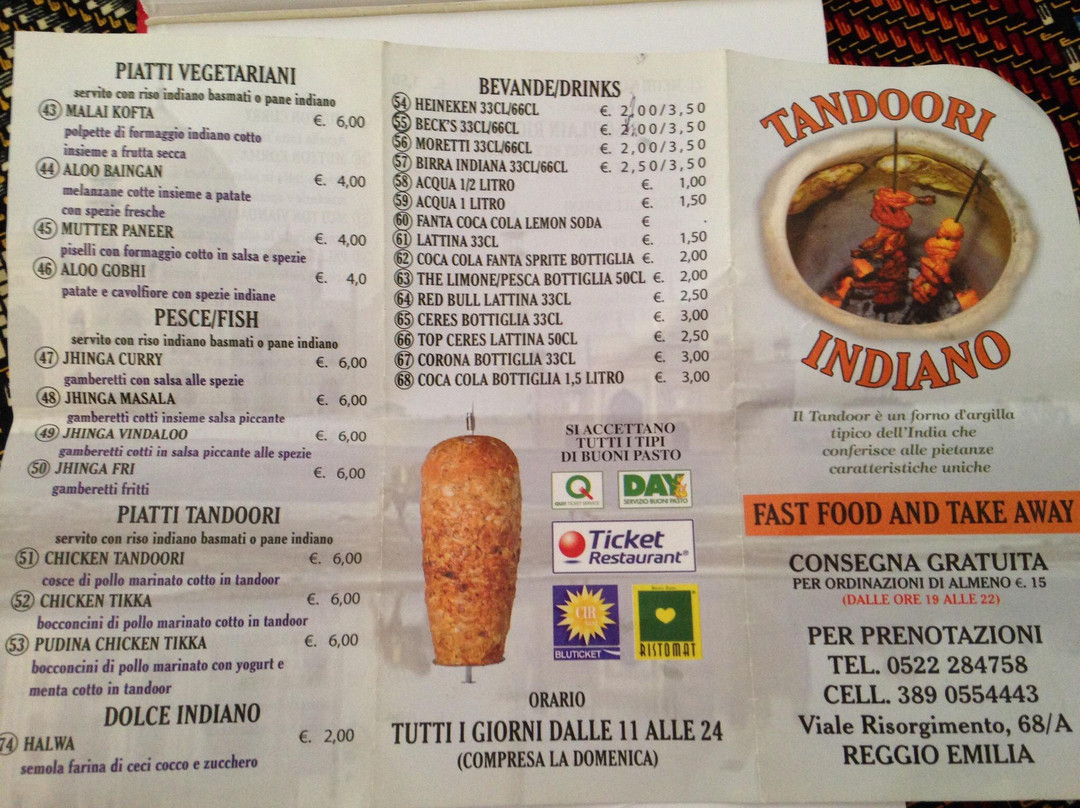 PIATTI VEGETARIANI
servito con riso indiano basmati o pane indiano
43 MALAI KOFTA €. 6,00
polpette di formaggio indiano cotto
insieme a frutta secca
44 ALOO BAINGAN €. 4,00
melanzane cotte insieme a patate
con spezie fresche
45 MUTTER PANEER €. 4,00
piselli con formaggio cotto in salsa e spezie
46 ALOO GOBHI €. 4,0
patate e cavolfiore con spezie indiane
PESCE/FISH
servito con riso indiano basmati o pane indiano
47 JHINGA CURRY €. 6,00
gamberetti con salsa alle spezie
48 JHINGA MASALA €. 6,00
gamberetti cotti insieme salsa piccante
49 JHINGA VINDALOO €. 6,00
gamberetti cotti in salsa piccante alle spezie
50 JHINGA FRI €. 6,00
gamberetti fritti
PIATTI TANDOORI
servito con riso indiano basmati o pane indiano
51 CHICKEN TANDOORI €. 6,00
cosce di pollo marinato cotto in tandoor
52 CHICKEN TIKKA €. 6,00
bocconcini di pollo marinato cotto in tandoor
53 PUDINA CHICKEN TIKKA €. 6,00
bocconcini di pollo marinato con yogurt e
menta cotto in tandoor
DOLCE INDIANO
74 HALWA €. 2,00
semola farina di ceci cocco e zucchero
BEVANDE/DRINKS
54 HEINEKEN 33CL/66CL €. 2,00/3,50
55 BECK'S 33CL/66CL €. 2,00/3,50
56 MORETTI 33CL/66CL €. 2,00/3,50
57 BIRRA INDIANA 33CL/66CL €. 2,50/3,50
58 ACQUA 1/2 LITRO €. 1,00
59 ACQUA 1 LITRO €. 1,50
60 FANTA COCA COLA LEMON SODA € .
61 LATTINA 33CL €. 1,50
62 COCA COLA FANTA SPRITE BOTTIGLIA €. 2,00
63 THE LIMONE/PESCA BOTTIGLIA 50CL €. 2,00
64 RED BULL LATTINA 33CL €. 2,50
65 CERES BOTTIGLIA 33CL €. 3,00
66 TOP CERES LATTINA 50CL €. 2,50
67 CORONA BOTTIGLIA 33CL €. 3,00
68 COCA COLA BOTTIGLIA 1,5 LITRO €. 3,00
SI ACCETTANO
TUTTI I TIPI
DI BUONI PASTO
Q
DAY
SERVIZIO BUONI PASTO
Ticket
Restaurant®
CIR
BLUTICKET
RISTOMAT
ORARIO
TUTTI I GIORNI DALLE 11 ALLE 24
(COMPRESA LA DOMENICA)
TANDOORI
INDIANO
Il Tandoor è un forno d'argilla
tipico dell'India che
conferisce alle pietanze
caratteristiche uniche
FAST FOOD AND TAKE AWAY
CONSEGNA GRATUITA
PER ORDINAZIONI DI ALMENO €. 15
(DALLE ORE 19 ALLE 22)
PER PRENOTAZIONI
TEL. 0522 284758
CELL. 389 0554443
Viale Risorgimento, 68/A
REGGIO EMILIA